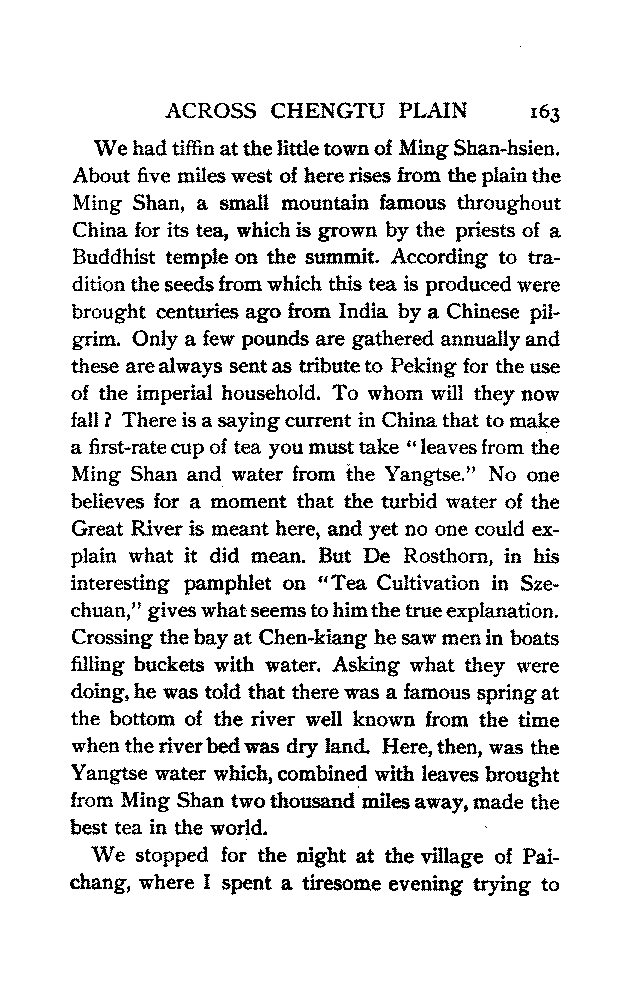 ACROSS CHENGTU PLAIN 163
We had tiffin at the little town of Ming Shan-hsien.
About five miles west of here rises from the plain the
Ming Shan, a small mountain famous throughout
China for its tea, which is grown by the priests of a
Buddhist temple on the summit. According to tra-
dition the seeds from which this tea is produced were
brought centuries ago from India by a Chinese pil-
grim. Only a few pounds are gathered annually and
these are always sent as tribute to Peking for the use
of the imperial household. To whom will they now
fall? There is a saying current in China that to make
a first-rate cup of tea you must take "leaves from the
Ming Shan and water from the Yangtse." No one
believes for a moment that the turbid water of the
Great River is meant here, and yet no one could ex-
plain what it did mean. But De Rosthorn, in his
interesting pamphlet on "Tea Cultivation in Sze-
chuan," gives what seems to him the true explanation.
Crossing the bay at Chen-kiang he saw men in boats
filling buckets with water. Asking what they were
doing, he was told that there was a famous spring at
the bottom of the river well known from the time
when the river bed was dry land. Here, then, was the
Yangtse water which, combined with leaves brought
from Ming Shan two thousand miles away, made the
best tea in the world.
We stopped for the night at the village of Pai-
chang, where I spent a tiresome evening trying to